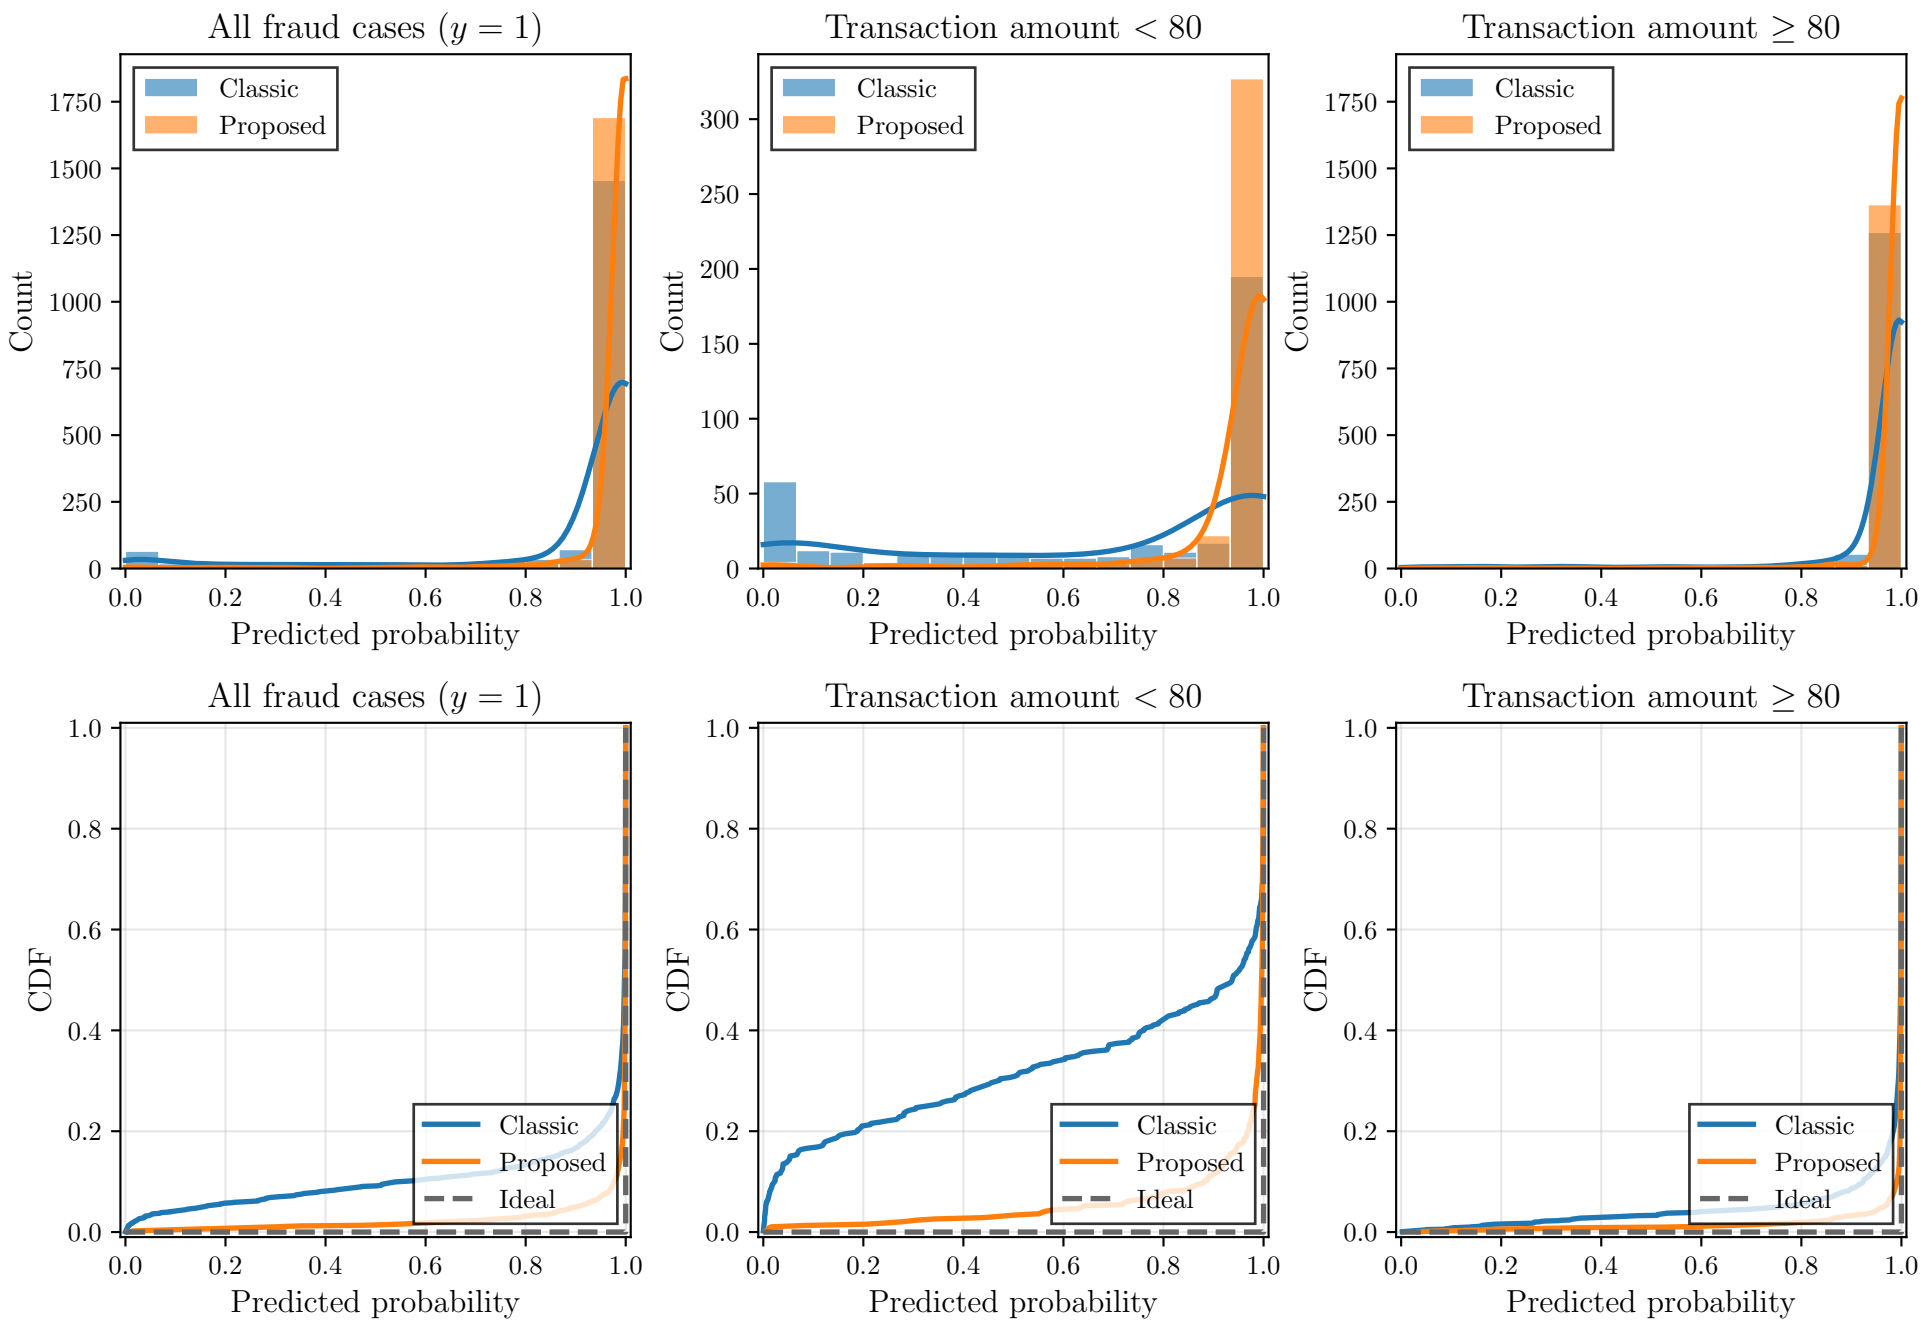 All fraud cases (y = 1)
Classic
Proposed
1750
1500
1250
1000
750
500
250
0
Count
0.0 0.2 0.4 0.6 0.8 1.0
Predicted probability
Transaction amount < 80
Classic
Proposed
300
250
200
150
100
50
0
Count
0.0 0.2 0.4 0.6 0.8 1.0
Predicted probability
Transaction amount ≥ 80
Classic
Proposed
1750
1500
1250
1000
750
500
250
0
Count
0.0 0.2 0.4 0.6 0.8 1.0
Predicted probability
All fraud cases (y = 1)
1.0
0.8
0.6
0.4
0.2
0.0
CDF
Classic
Proposed
Ideal
0.0 0.2 0.4 0.6 0.8 1.0
Predicted probability
Transaction amount < 80
1.0
0.8
0.6
0.4
0.2
0.0
CDF
Classic
Proposed
Ideal
0.0 0.2 0.4 0.6 0.8 1.0
Predicted probability
Transaction amount ≥ 80
1.0
0.8
0.6
0.4
0.2
0.0
CDF
Classic
Proposed
Ideal
0.0 0.2 0.4 0.6 0.8 1.0
Predicted probability